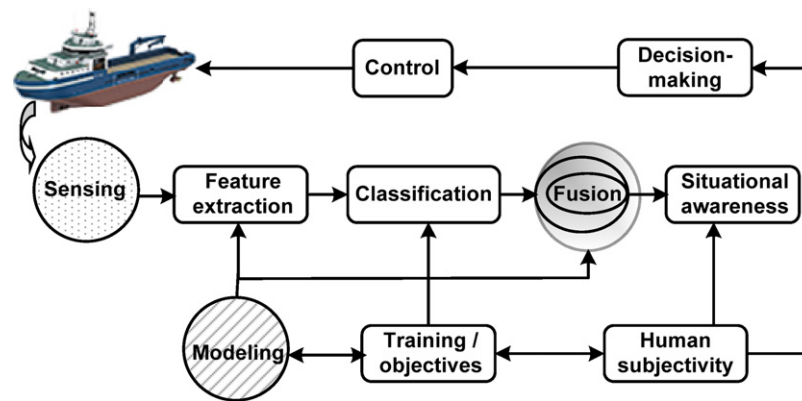 Control
Decision-
making
Sensing
Feature
extraction
Classification
Fusion
Situational
awareness
Modeling
Training /
objectives
Human
subjectivity